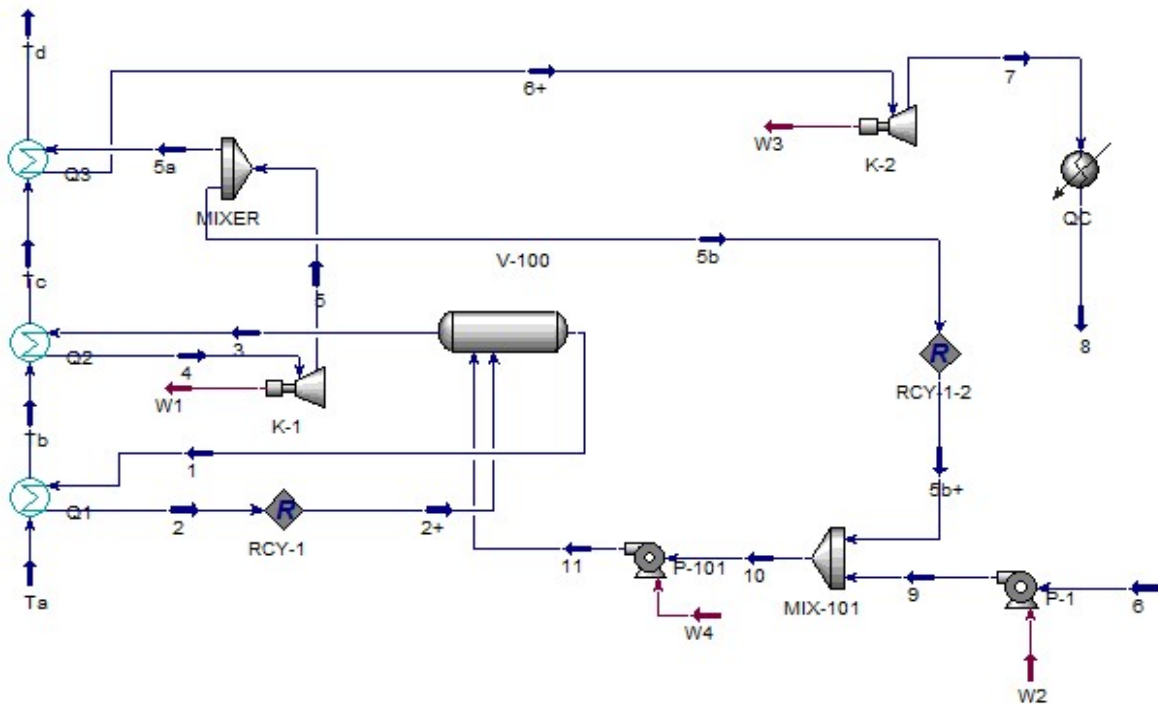 Td
6+
7
W3
K-2
5a
Q3
MIXER
QC
Tc
5
V-100
5b
3
8
Q2
4
RCY-1-2
W1
K-1
Tb
1
5b+
Q1
2
2+
RCY-1
11
P-101
10
9
P-1
6
Ta
MIX-101
W4
W2